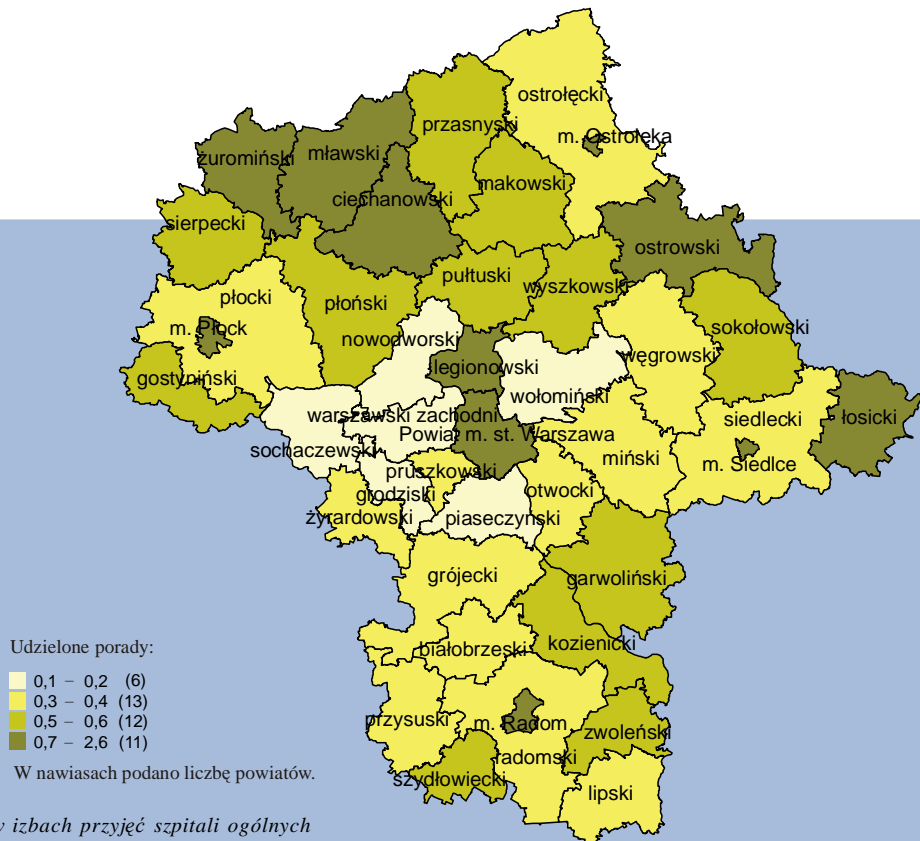 ostrołęcki
przasnyski
m. Ostrołęka
żuromiński
mławski
makowski
ciechanowski
sierpecki
ostrowski
pułtuski
wyszkowski
płocki
płoński
m. Płock
nowodworski
sokołowski
węgrowski
legionowski
gostyniński
wołomiński
warszawski zachodni
siedlecki
łosicki
Powiat m. st. Warszawa
sochaczewski
miński
m. Siedlce
pruszkowski
otwocki
grodziski
żyrardowski
piaseczyński
grójecki
garwoliński
białobrzeski
kozienicki
Udzielone porady:
0,1 – 0,2 (6)
0,3 – 0,4 (13)
0,5 – 0,6 (12)
0,7 – 2,6 (11)
W nawiasach podano liczbę powiatów.
przysuski
m. Radom
zwoleński
radomski
szydłowiecki
lipski
w izbach przyjęć szpitali ogólnych